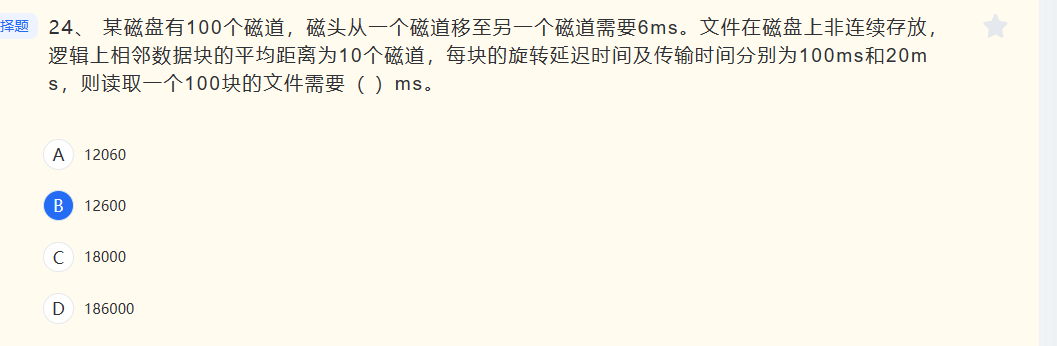 择题
24、 某磁盘有100个磁道，磁头从一个磁道移至另一个磁道需要6ms。文件在磁盘上非连续存放，
逻辑上相邻数据块的平均距离为10个磁道，每块的旋转延迟时间及传输时间分别为100ms和20m
s，则读取一个100块的文件需要（ ）ms。
A 12060
B 12600
C 18000
D 186000